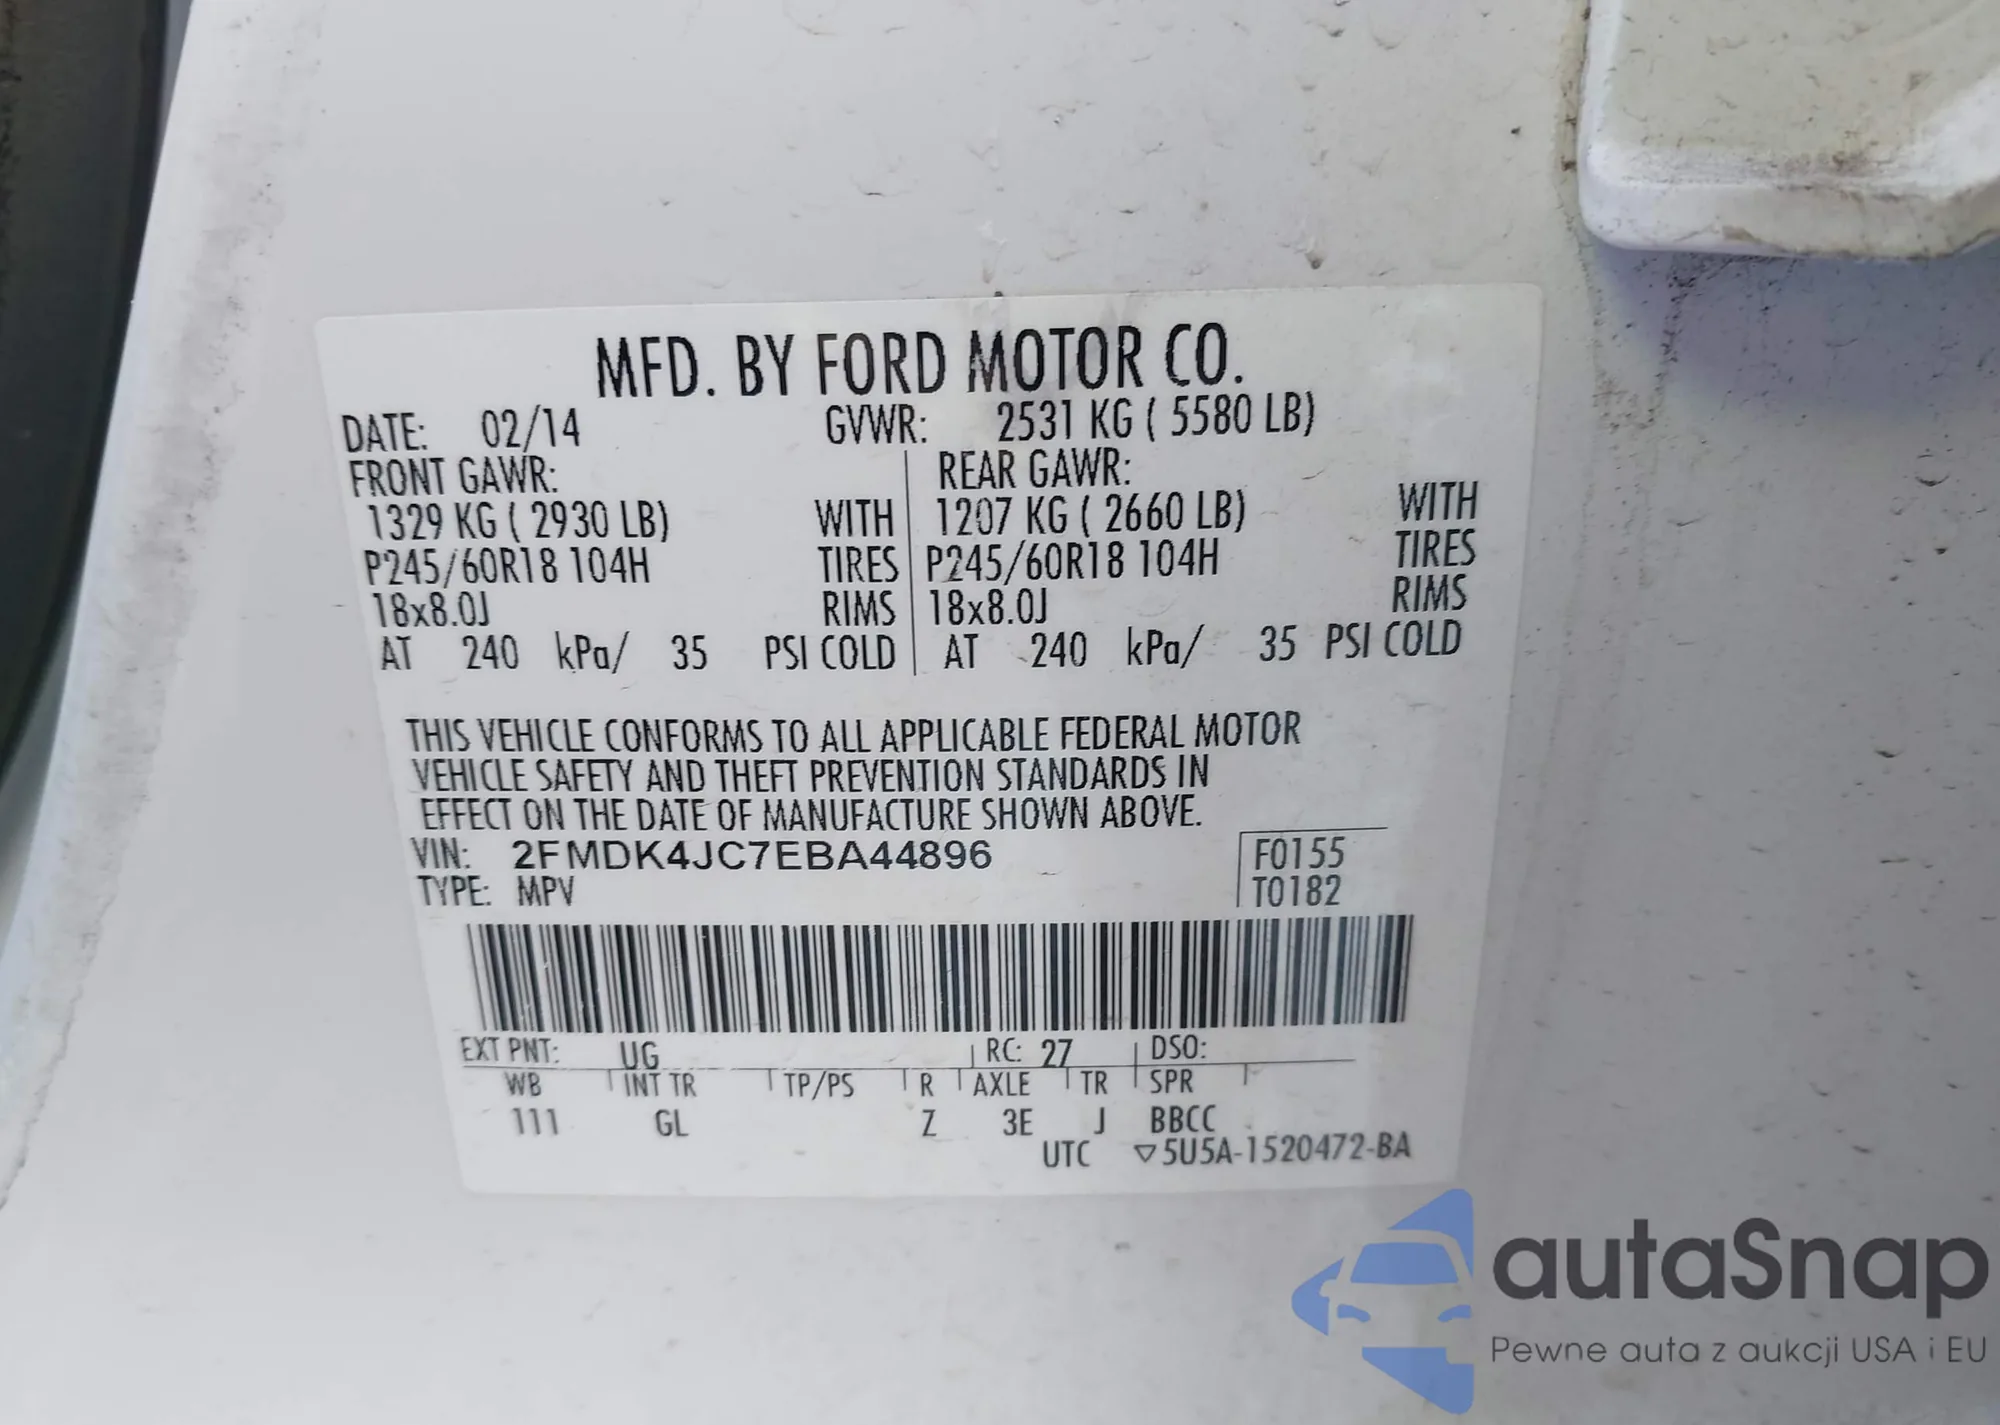 MFD. BY FORD MOTOR CO.
DATE: 02/14 GVWR: 2531 KG ( 5580 LB)
FRONT GAWR: REAR GAWR:
1329 KG ( 2930 LB) WITH 1207 KG ( 2660 LB) WITH
P245/60R18 104H TIRES P245/60R18 104H TIRES
18x8.0J RIMS 18x8.0J RIMS
AT 240 kPa/ 35 PSI COLD AT 240 kPa/ 35 PSI COLD
THIS VEHICLE CONFORMS TO ALL APPLICABLE FEDERAL MOTOR
VEHICLE SAFETY AND THEFT PREVENTION STANDARDS IN
EFFECT ON THE DATE OF MANUFACTURE SHOWN ABOVE.
VIN: 2FMDK4JC7EBA44896 F0155
TYPE: MPV T0182
EXT PNT: UG RC: 27 DSO:
WB INT TR TP/PS R AXLE TR SPR
111 GL Z 3E J BBCC
UTC ▽5U5A-1520472-BA
autaSnap
Pewne auta z aukcji USA i EU